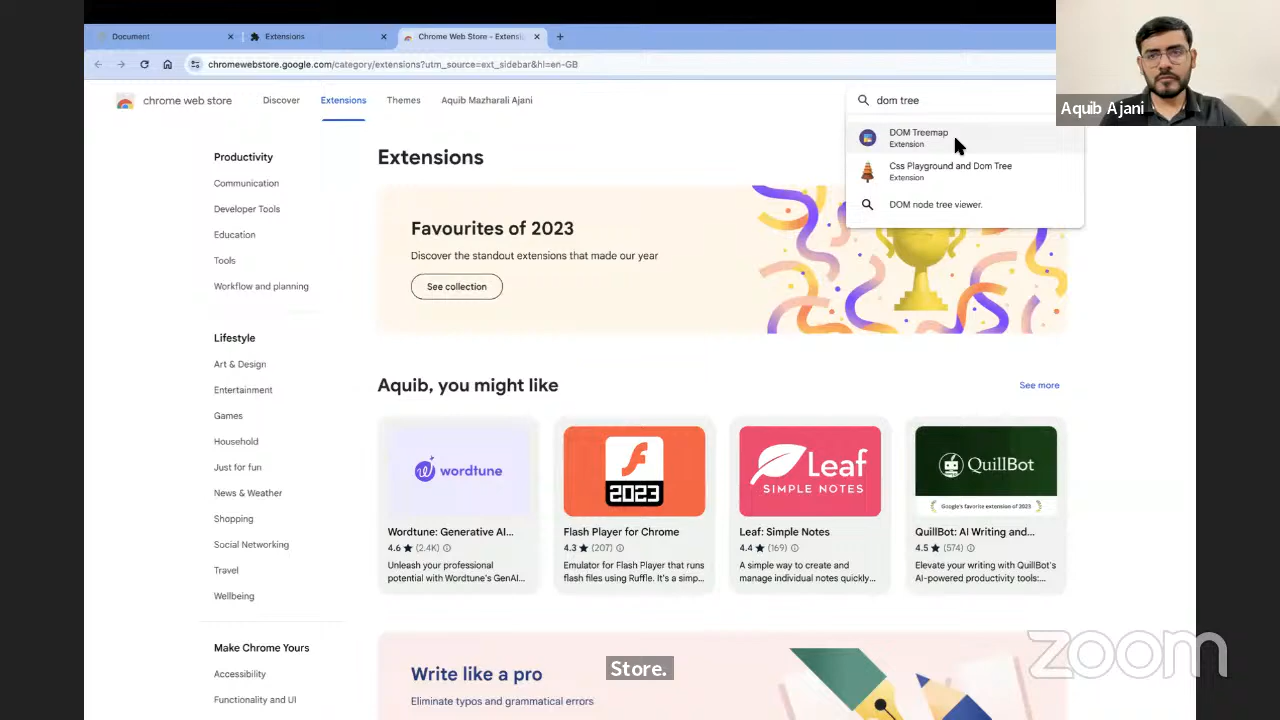 Document
Extensions
Chrome Web Store - Extensi
chromewebstore.google.com/category/extensions?utm_source=ext_sidebar&hl=en-GB
chrome web store
Discover
Extensions
Themes
Aquib Mazharali Ajani
dom tree
DOM Treemap
Extension
Css Playground and Dom Tree
Extension
DOM node tree viewer.
Aquib Ajani
Productivity
Communication
Developer Tools
Education
Tools
Workflow and planning
Lifestyle
Art & Design
Entertainment
Games
Household
Just for fun
News & Weather
Shopping
Social Networking
Travel
Wellbeing
Make Chrome Yours
Accessibility
Functionality and UI
Extensions
Favourites of 2023
Discover the standout extensions that made our year
See collection
Aquib, you might like
See more
wordtune
Wordtune: Generative AI...
4.6 ★ (2.4K)
Unleash your professional
potential with Wordtune's GenAI...
2023
Flash Player for Chrome
4.3 ★ (207)
Emulator for Flash Player that runs
flash files using Ruffle. It's a simp...
Leaf
SIMPLE NOTES
Leaf: Simple Notes
4.4 ★ (169)
A simple way to create and
manage individual notes quickly...
QuillBot
Google's favorite extension of 2023
QuillBot: AI Writing and...
4.5 ★ (574)
Elevate your writing with QuillBot's
AI-powered productivity tools:...
Write like a pro
Eliminate typos and grammatical errors
Store.
zoom